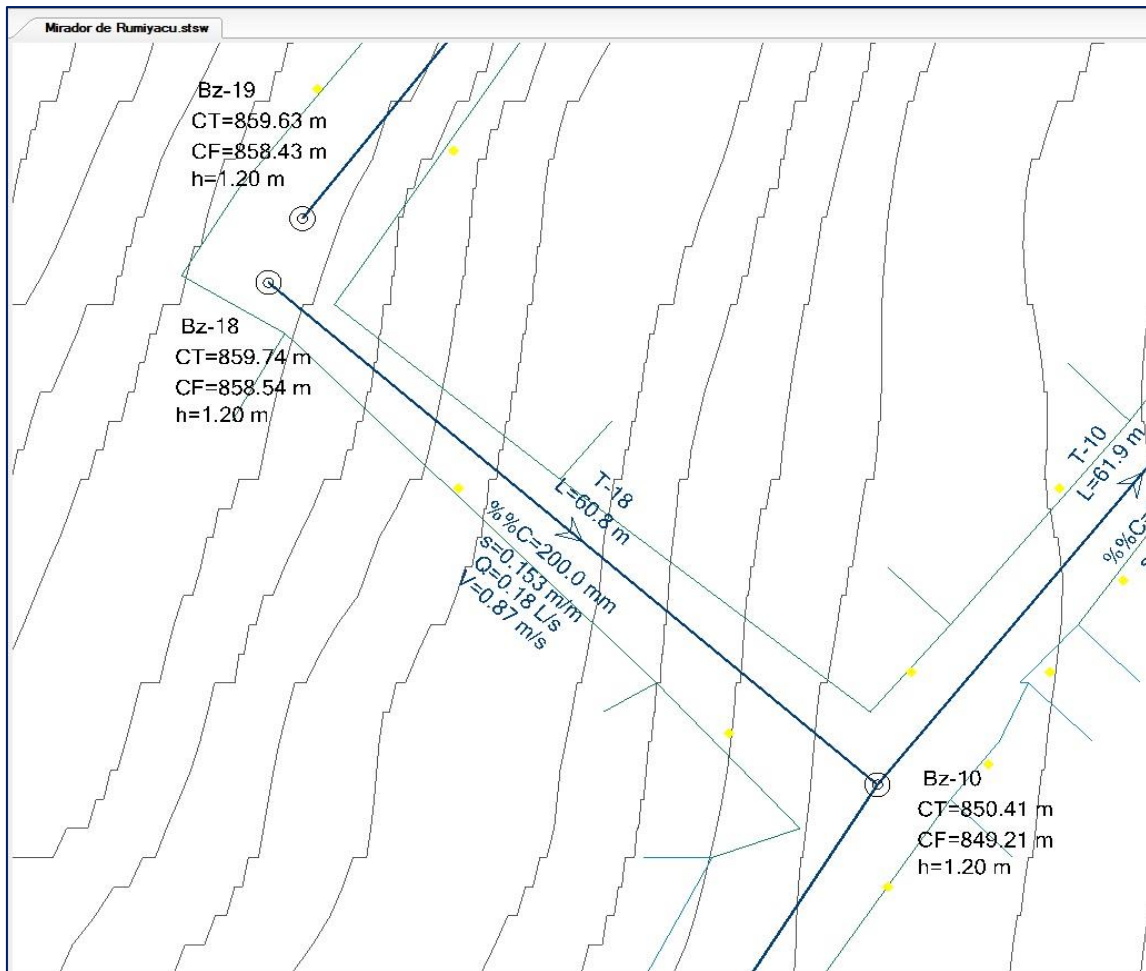 Mirador de Rumiyacu.stsw
Bz-19
CT=859.63 m
CF=858.43 m
h=1.20 m
Bz-18
CT=859.74 m
CF=858.54 m
h=1.20 m
T-18
L=60.8 m
%%C=200.0 mm
s=0.153 m/m
Q=0.18 L/s
V=0.87 m/s
T-10
L=61.9 m
%%C=
s
Bz-10
CT=850.41 m
CF=849.21 m
h=1.20 m